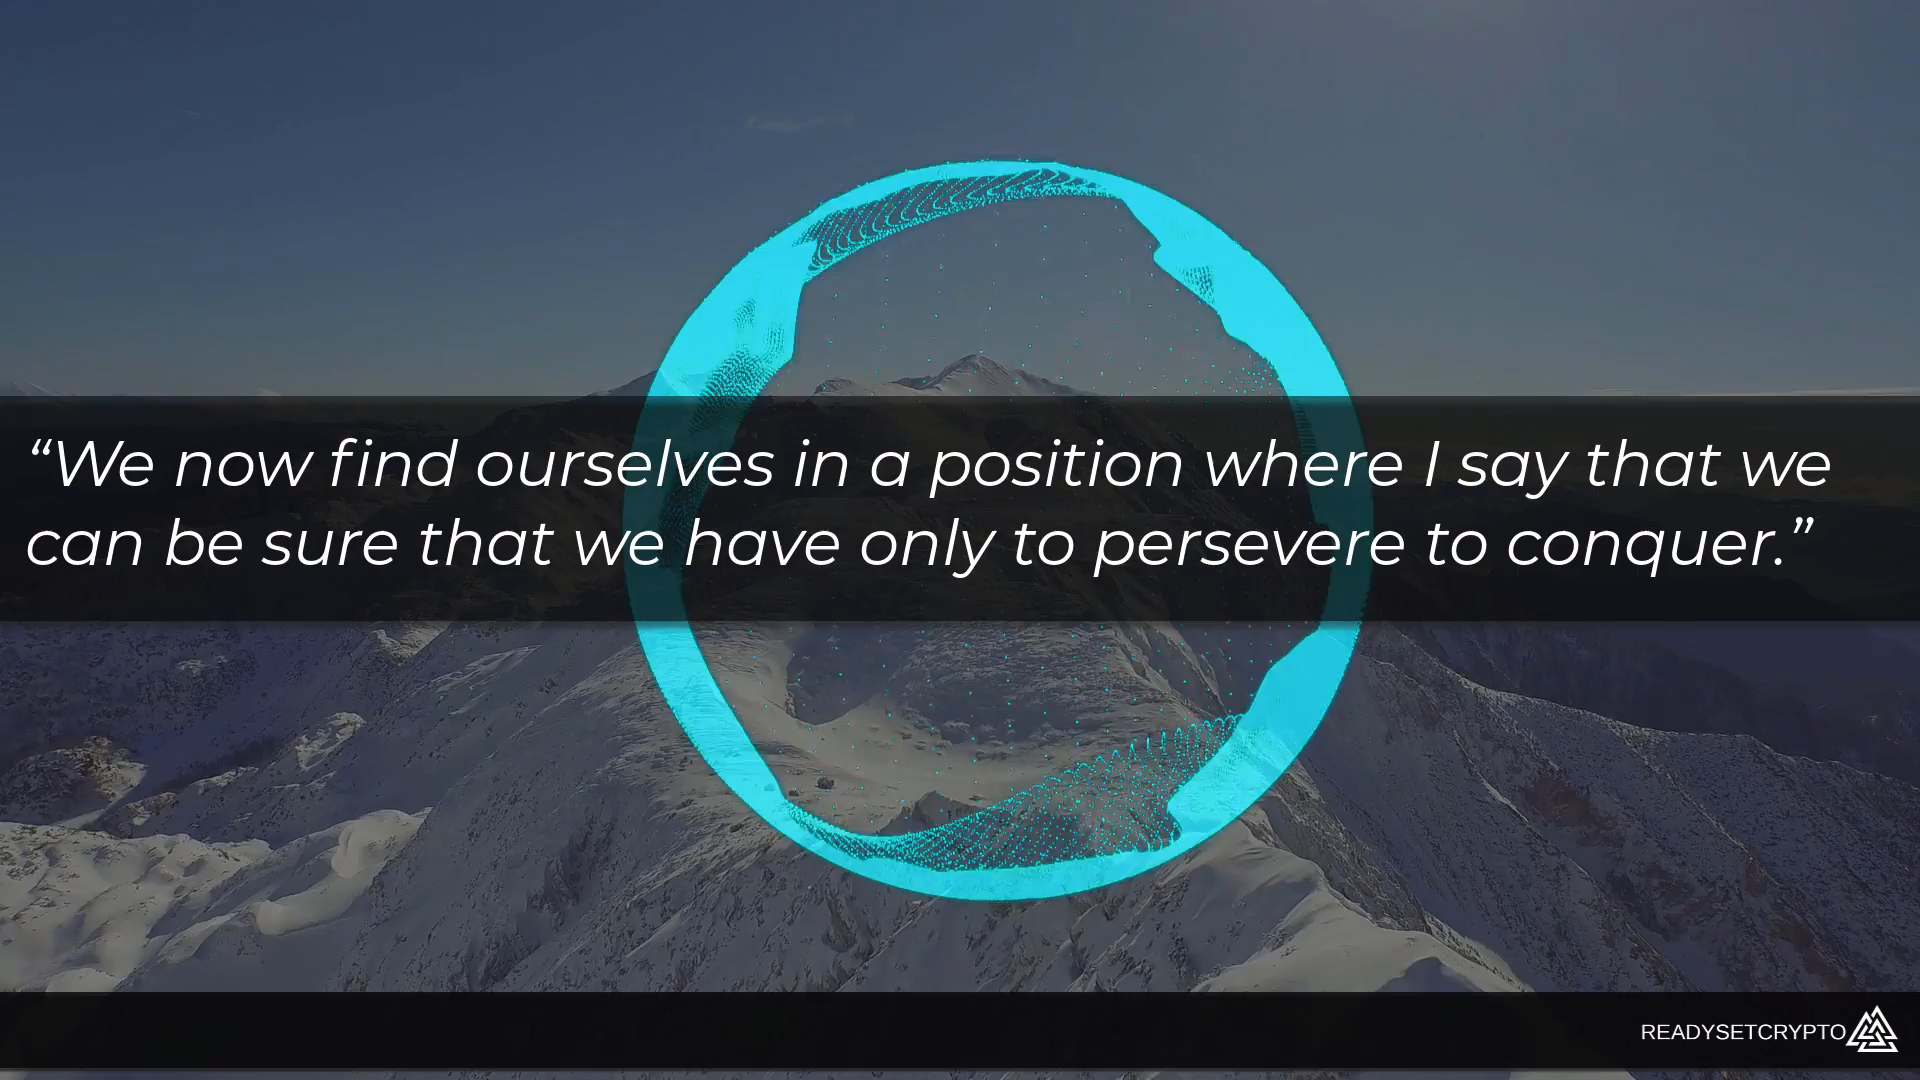 “We now find ourselves in a position where I say that we
can be sure that we have only to persevere to conquer.”
READYSETCRYPTO